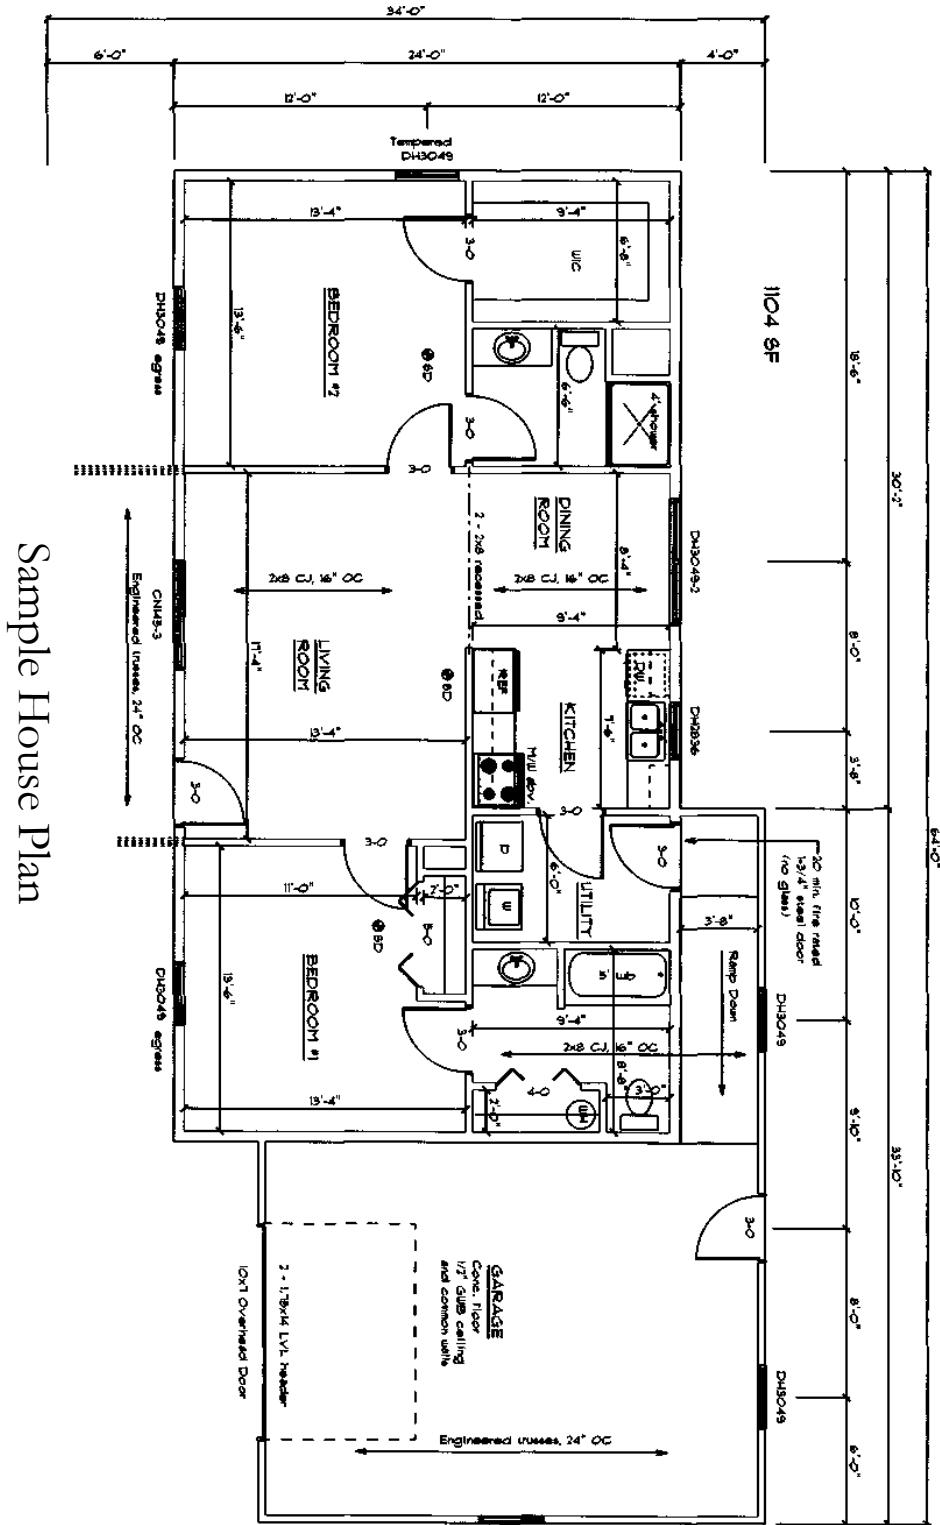 34'-0"
6'-0"
24'-0"
4'-0"
12'-0"
12'-0"
Tempered
DH3049
1104 SF
64'-0"
30'-2"
33'-10"
18'-6"
8'-0"
3'-8"
10'-0"
9'-10"
8'-0"
6'-0"
13'-4"
9'-4"
3-0
6'-8"
WIC
BEDROOM #2
13'-6"
DH3049 egress
SD
6'-6"
4' shower
3-0
3-0
DINING
ROOM
8'-4"
2 - 2x8 recessed
2x8 CJ, 16" OC
2x8 CJ, 16" OC
9'-4"
DH3049-2
CN145-3
Engineered trusses, 24" OC
LIVING
ROOM
17'-4"
13'-4"
SD
REF
DW
KITCHEN
7'-6"
DH2836
M/W abv.
3-0
3-0
3-0
D
W
6'-0"
UTILITY
3-0
20 min. fire rated
1-3/4" steel door
(no glass)
11'-0"
2'-0"
5-0
SD
BEDROOM #1
13'-6"
DH3049 egress
3'-8"
Ramp Down
DH3049
9'-4"
2x8 CJ, 16" OC
8'-8"
3-0
4-0
3'-0"
2'-0"
WH
13'-4"
3-0
GARAGE
Conc. floor
1/2" GWB ceiling
and common walls
2 - 1.75x14 LVL header
10x7 Overhead Door
DH3049
Engineered trusses, 24" OC
Sample House Plan